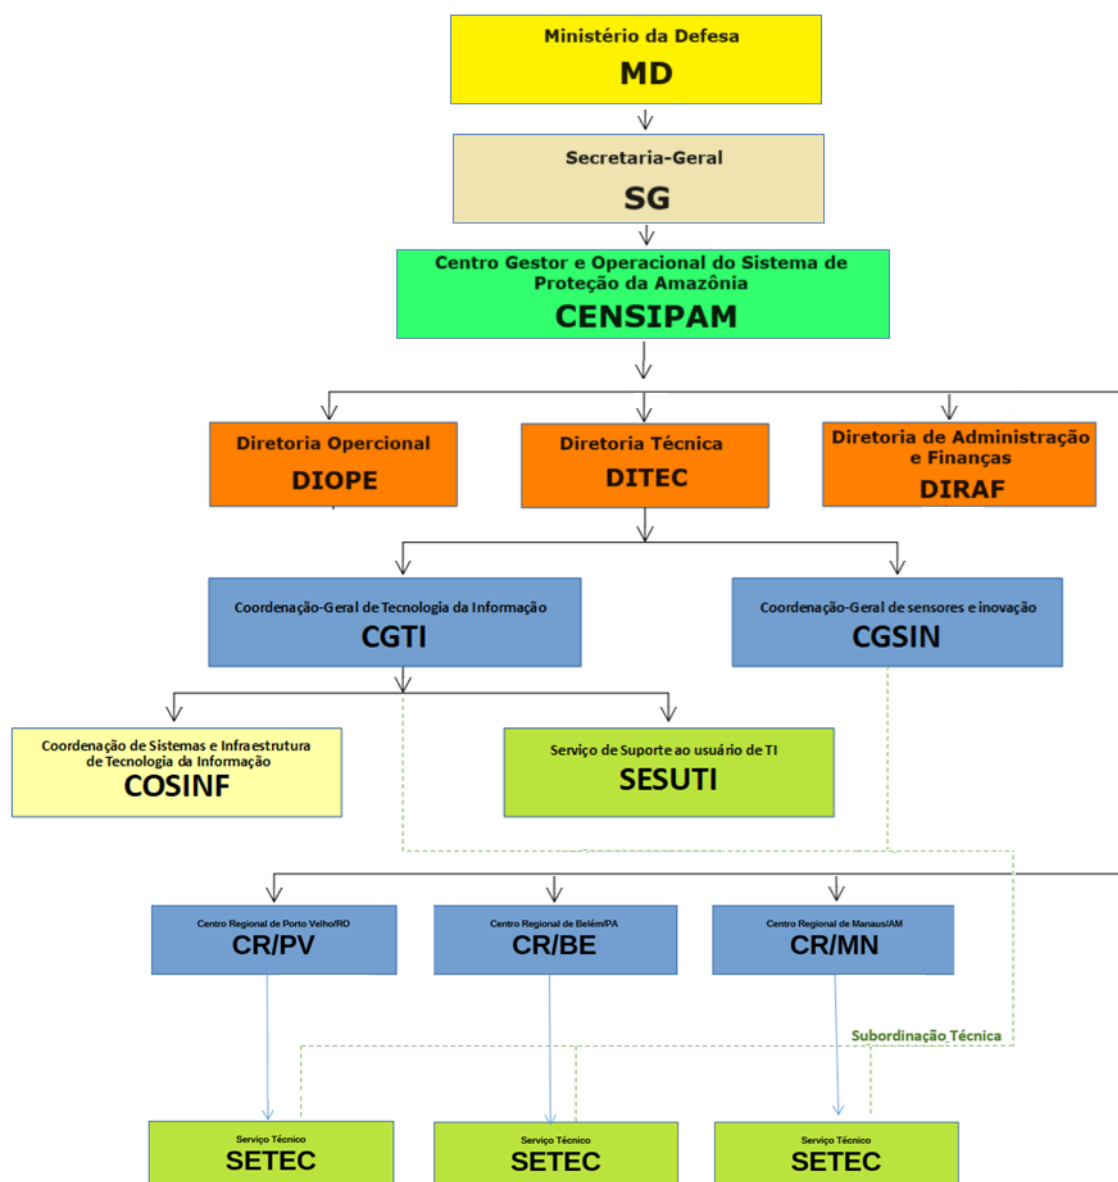 Ministério da Defesa
MD
Secretaria-Geral
SG
Centro Gestor e Operacional do Sistema de
Proteção da Amazônia
CENSIPAM
Diretoria Opercional
DIOPE
Diretoria Técnica
DITEC
Diretoria de Administração
e Finanças
DIRAF
Coordenação-Geral de Tecnologia da Informação
CGTI
Coordenação-Geral de sensores e inovação
CGSIN
Coordenação de Sistemas e Infraestrutura
de Tecnologia da Informação
COSINF
Serviço de Suporte ao usuário de TI
SESUTI
Centro Regional de Porto Velho/RO
CR/PV
Centro Regional de Belém/PA
CR/BE
Centro Regional de Manaus/AM
CR/MN
Subordinação Técnica
Serviço Técnico
SETEC
Serviço Técnico
SETEC
Serviço Técnico
SETEC